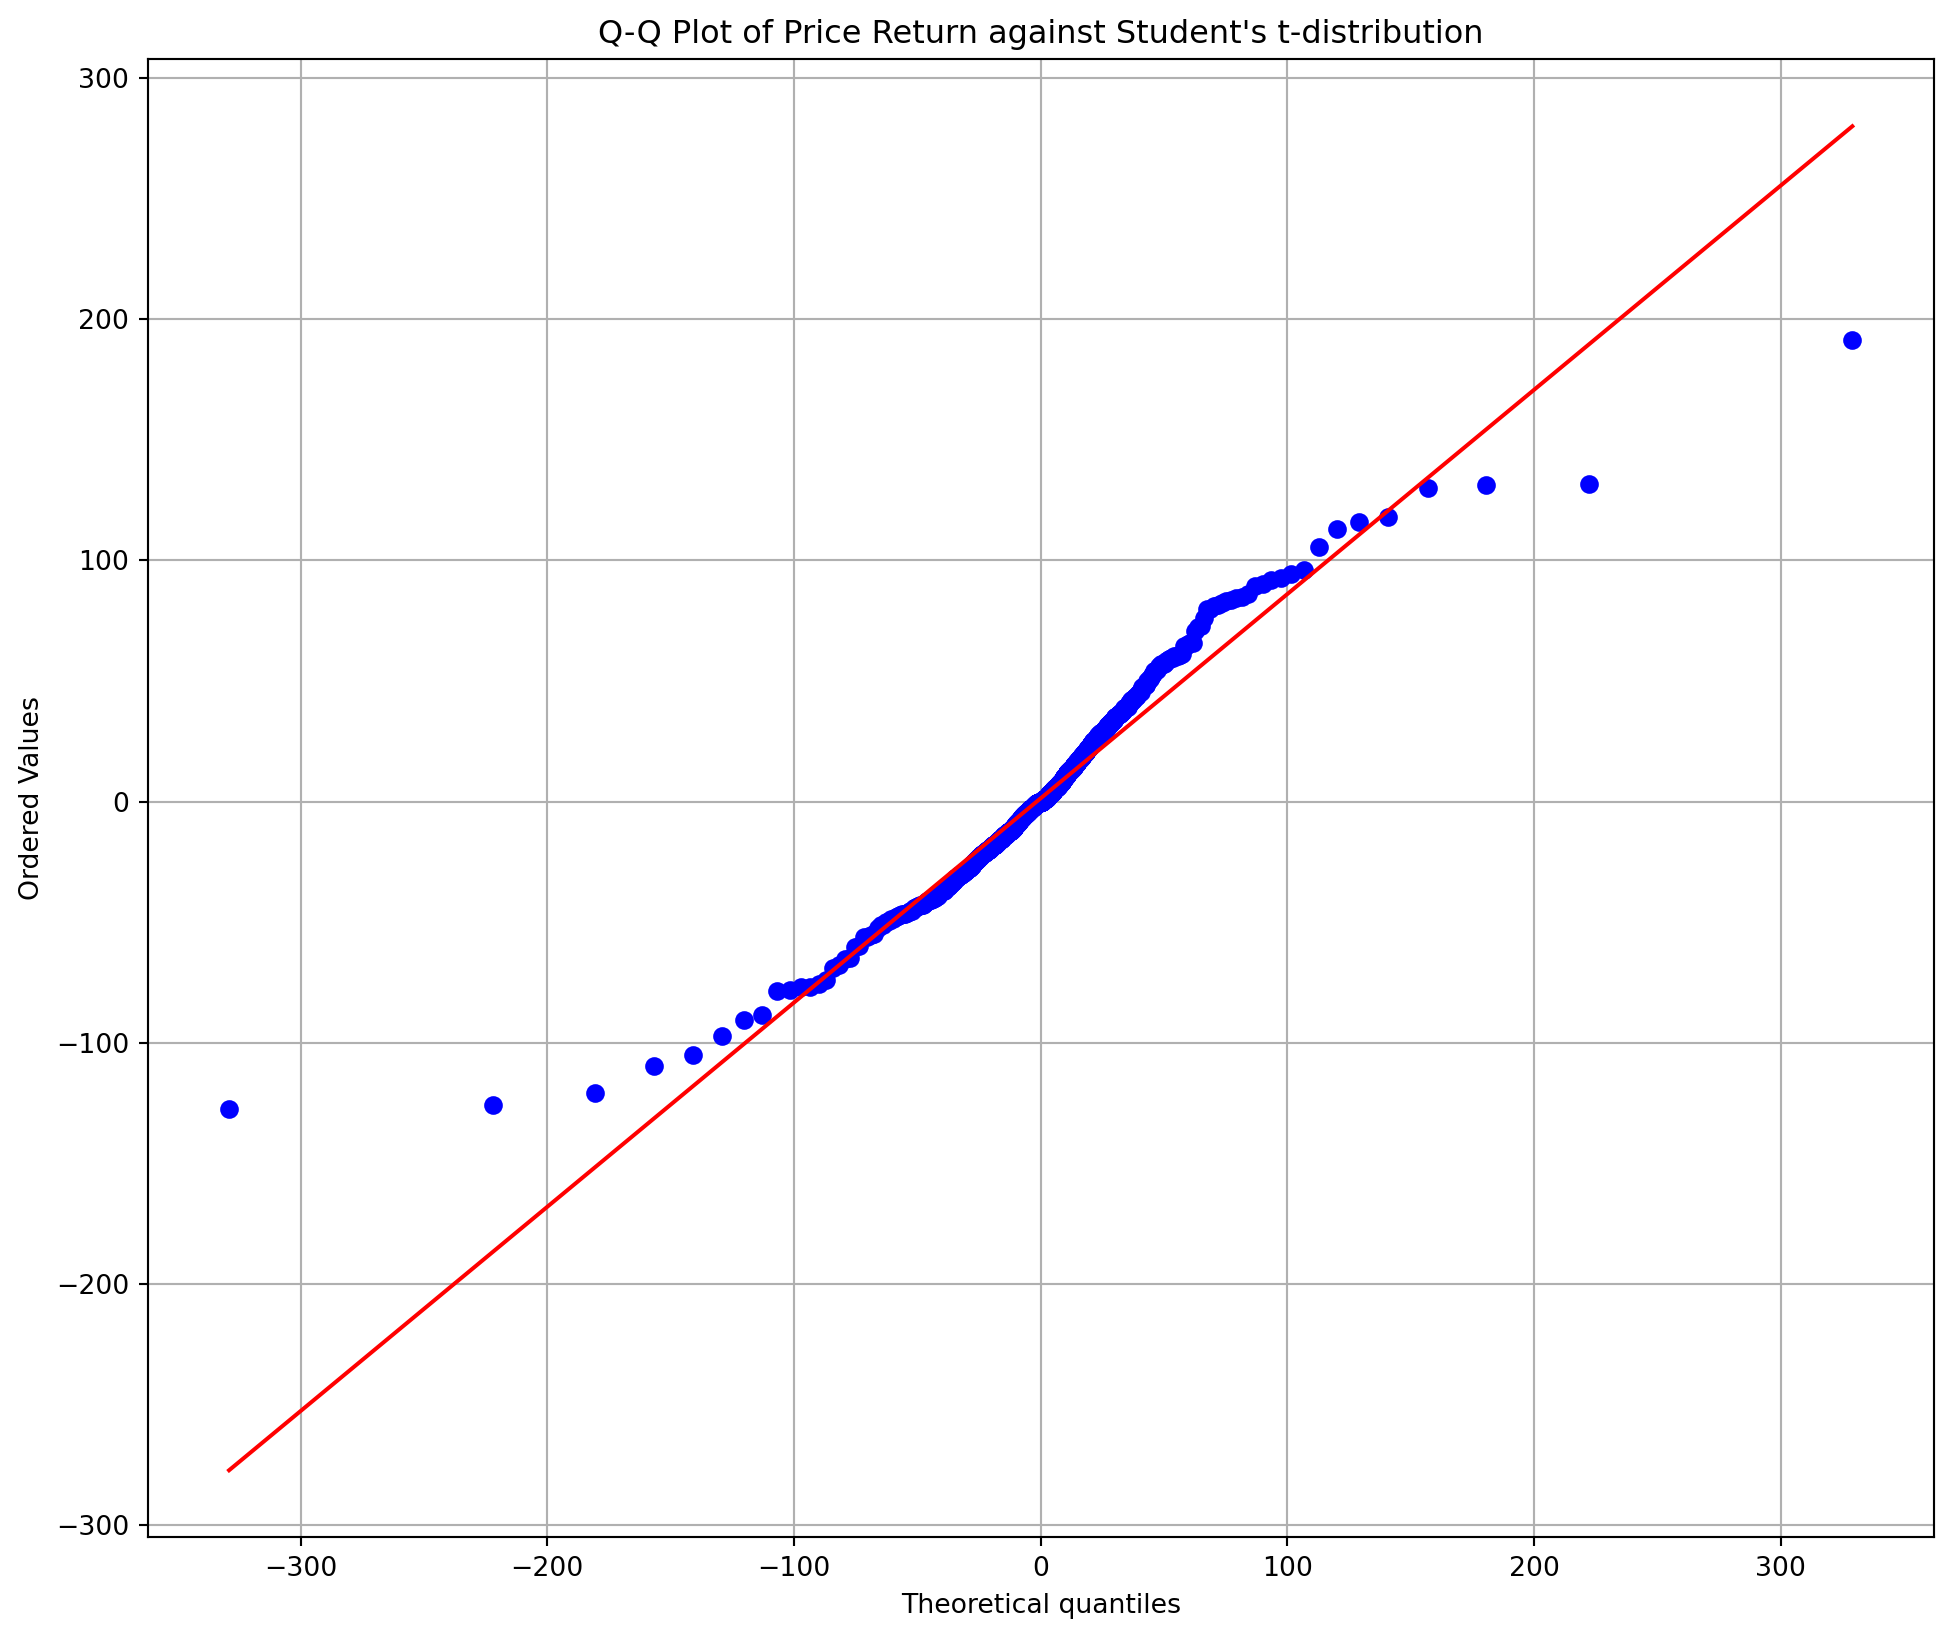 Q-Q Plot of Price Return against Student's t-distribution
300
200
100
0
−100
−200
−300
Ordered Values
−300 −200 −100 0 100 200 300
Theoretical quantiles